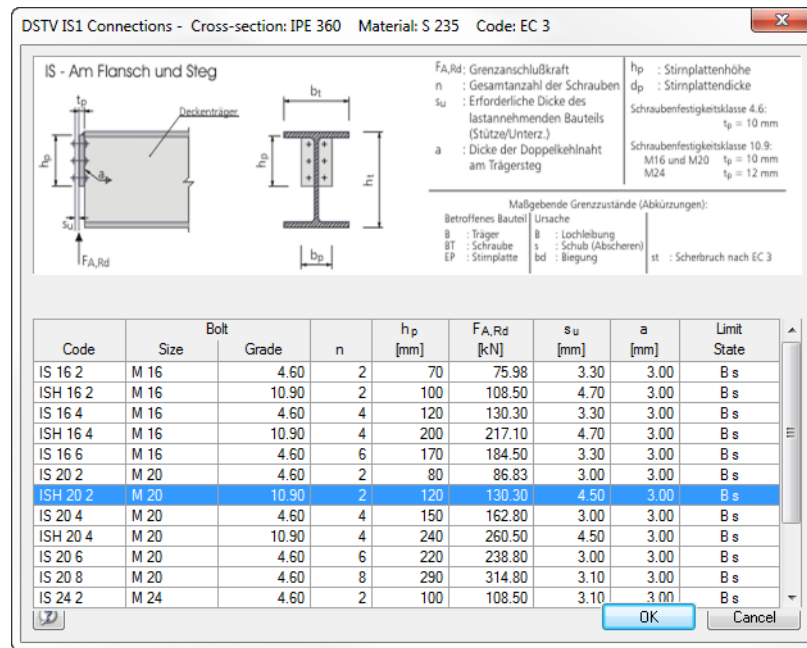 DSTV IS1 Connections - Cross-section: IPE 360 Material: S 235 Code: EC 3
x
IS - Am Flansch und Steg
tp
Deckenträger
hp
a
su
FA,Rd
bt
hp
ht
bp
FA,Rd: Grenzanschlußkraft
n : Gesamtanzahl der Schrauben
su : Erforderliche Dicke des
lastannehmenden Bauteils
(Stütze/Unterz.)
a : Dicke der Doppelkehlnaht
am Trägersteg
hp : Stirnplattenhöhe
dp : Stirnplattendicke
Schraubenfestigkeitsklasse 4.6:
tp = 10 mm
Schraubenfestigkeitsklasse 10.9:
M16 und M20 tp = 10 mm
M24 tp = 12 mm
Maßgebende Grenzzustände (Abkürzungen):
Betroffenes Bauteil Ursache
B : Träger B : Lochleibung
BT : Schraube s : Schub (Abscheren)
EP : Stirnplatte bd : Biegung st : Scherbruch nach EC 3
Bolt hp FA,Rd su a Limit
Code Size Grade n [mm] [kN] [mm] [mm] State
IS 16 2 M 16 4.60 2 70 75.98 3.30 3.00 B s
ISH 16 2 M 16 10.90 2 100 108.50 4.70 3.00 B s
IS 16 4 M 16 4.60 4 120 130.30 3.30 3.00 B s
ISH 16 4 M 16 10.90 4 200 217.10 4.70 3.00 B s
IS 16 6 M 16 4.60 6 170 184.50 3.30 3.00 B s
IS 20 2 M 20 4.60 2 80 86.83 3.00 3.00 B s
ISH 20 2 M 20 10.90 2 120 130.30 4.50 3.00 B s
IS 20 4 M 20 4.60 4 150 162.80 3.00 3.00 B s
ISH 20 4 M 20 10.90 4 240 260.50 4.50 3.00 B s
IS 20 6 M 20 4.60 6 220 238.80 3.00 3.00 B s
IS 20 8 M 20 4.60 8 290 314.80 3.10 3.00 B s
IS 24 2 M 24 4.60 2 100 108.50 3.10 3.00 B s
OK Cancel